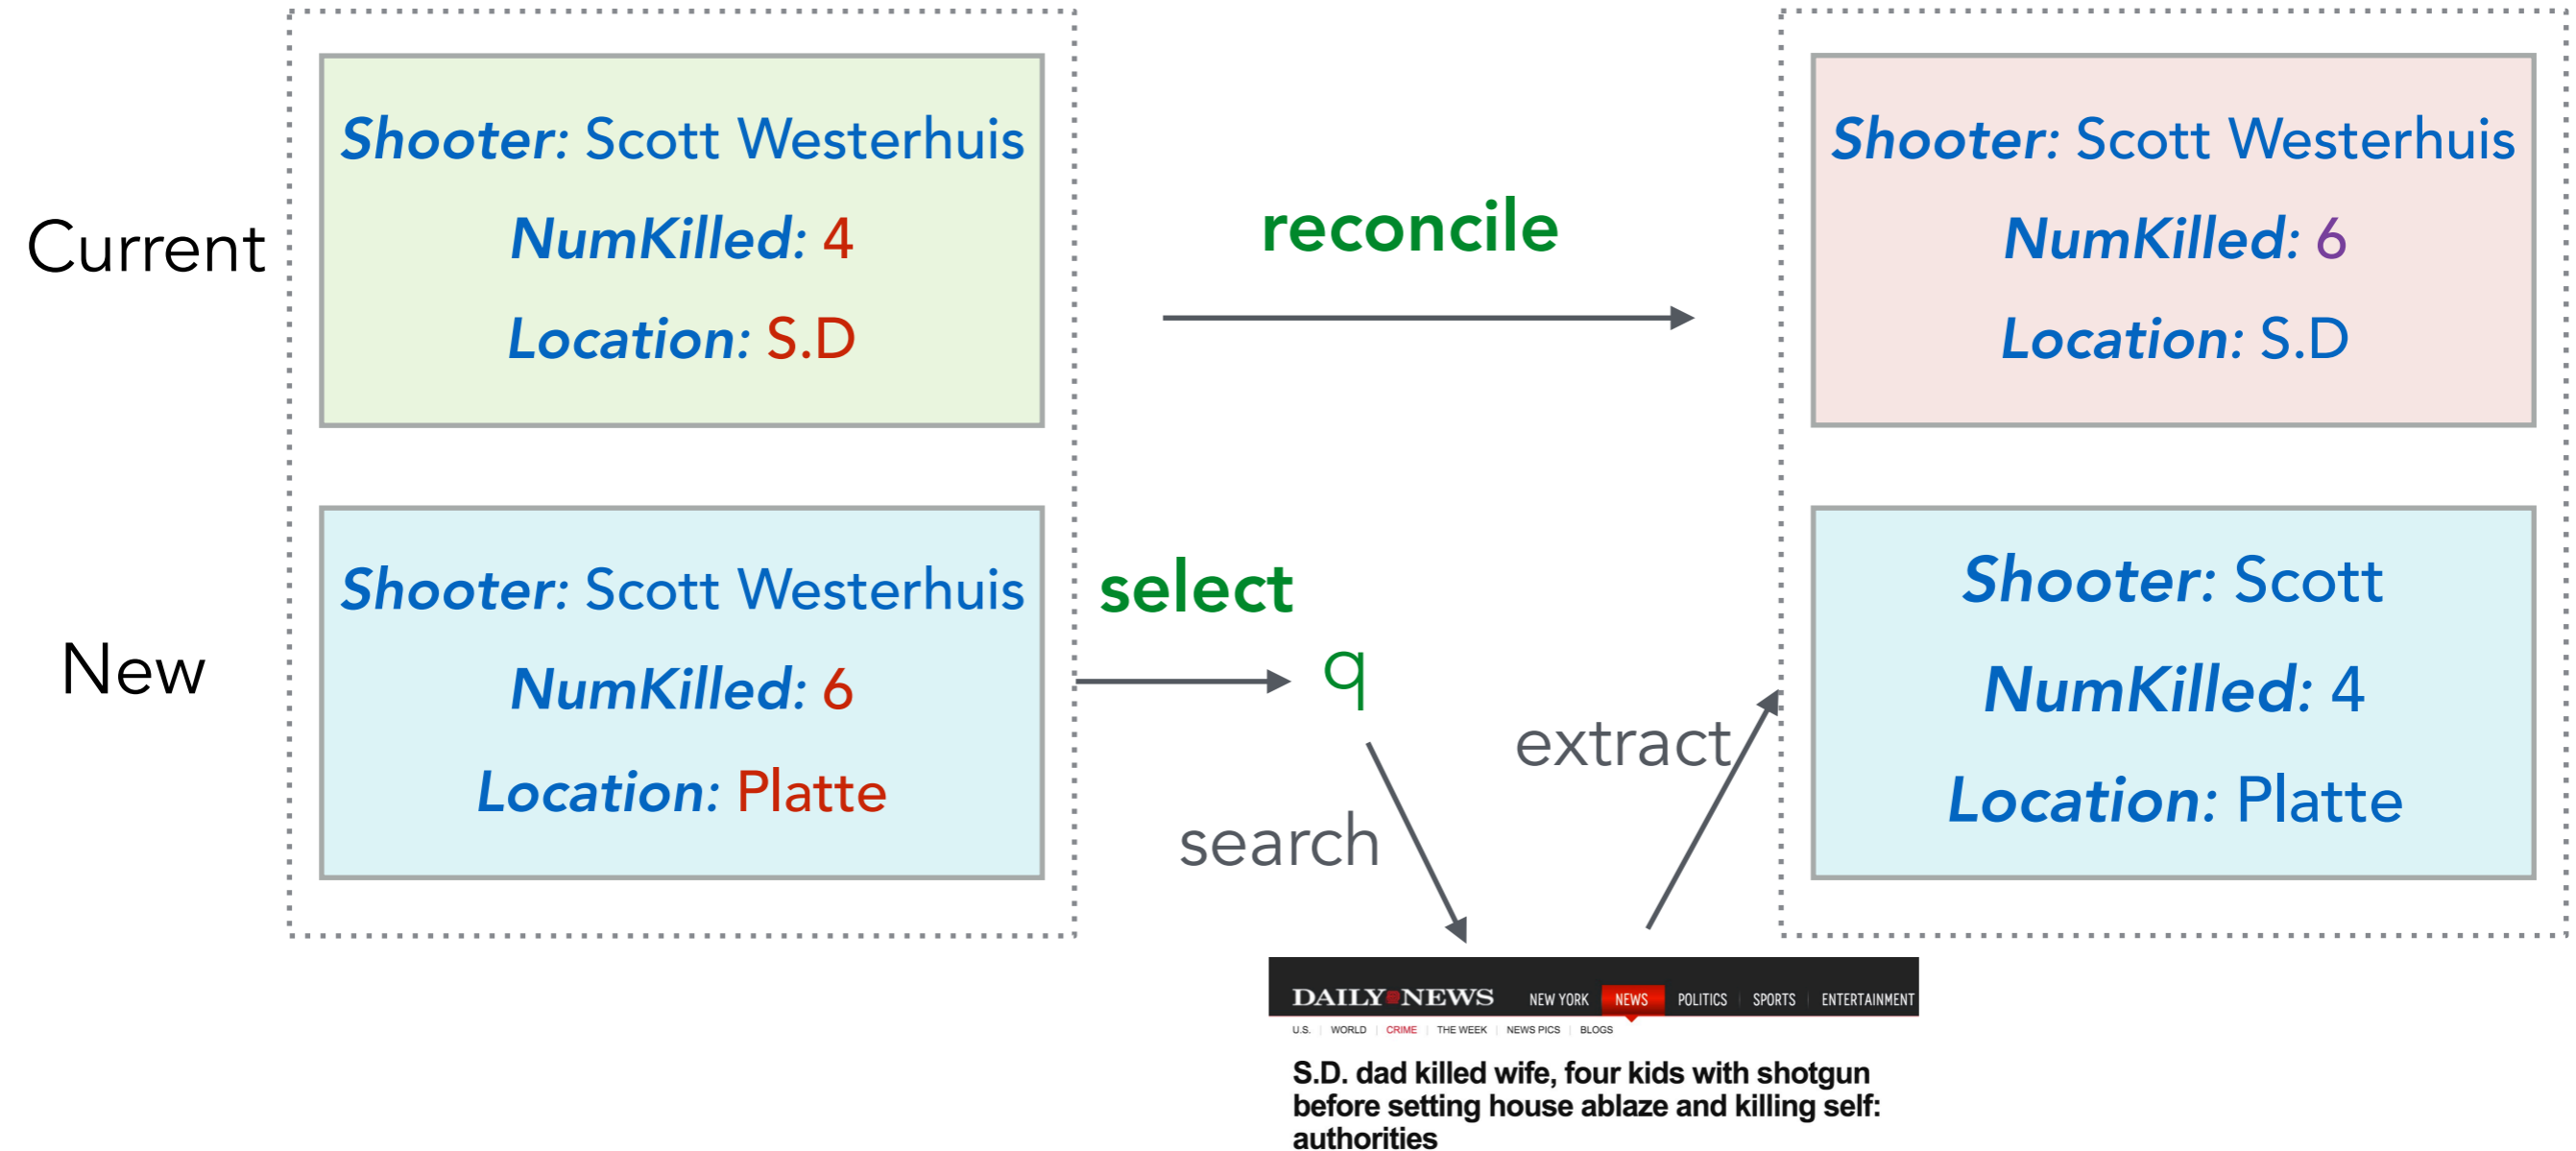 Current
Shooter: Scott Westerhuis
NumKilled: 4
Location: S.D
reconcile
Shooter: Scott Westerhuis
NumKilled: 6
Location: S.D
New
Shooter: Scott Westerhuis
NumKilled: 6
Location: Platte
select
q
search
extract
Shooter: Scott
NumKilled: 4
Location: Platte
DAILY NEWS NEW YORK NEWS POLITICS SPORTS ENTERTAINMENT
U.S. WORLD CRIME THE WEEK NEWS PICS BLOGS
S.D. dad killed wife, four kids with shotgun
before setting house ablaze and killing self:
authorities